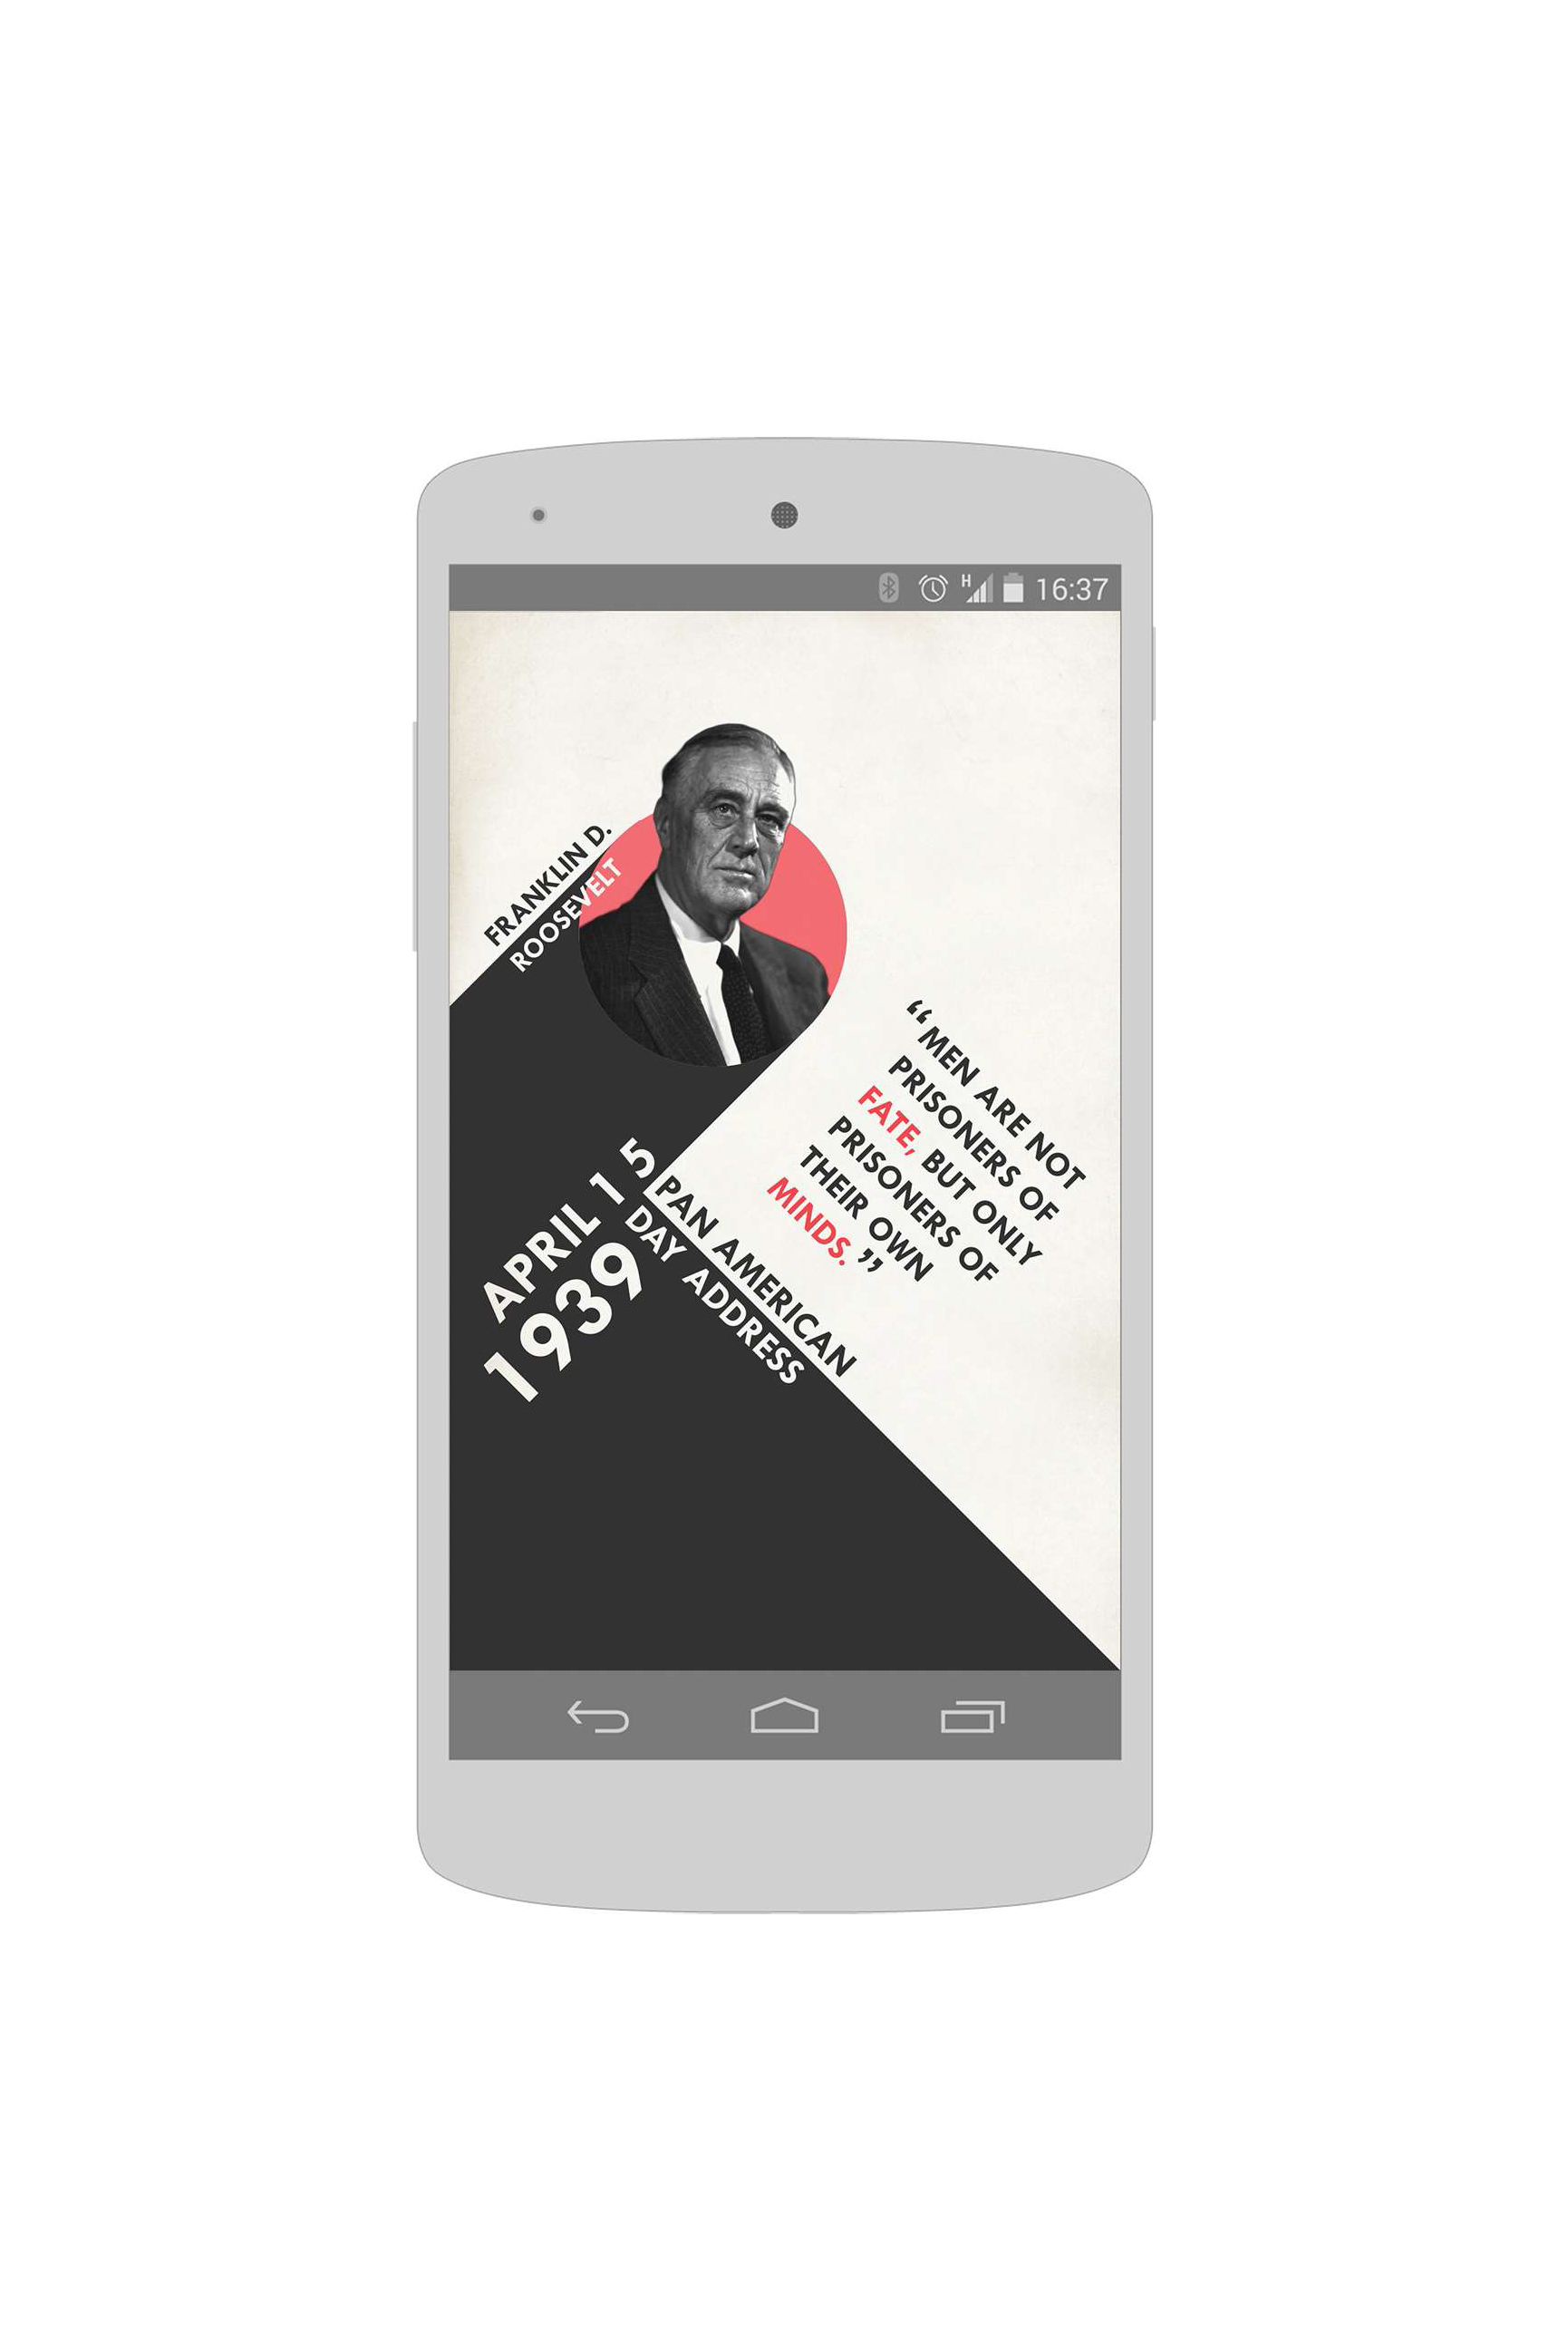 H 16:37
FRANKLIN D.
ROOSEVELT
“MEN ARE NOT
PRISONERS OF
FATE, BUT ONLY
PRISONERS OF
THEIR OWN
MINDS.”
APRIL 15
1939
PAN AMERICAN
DAY ADDRESS